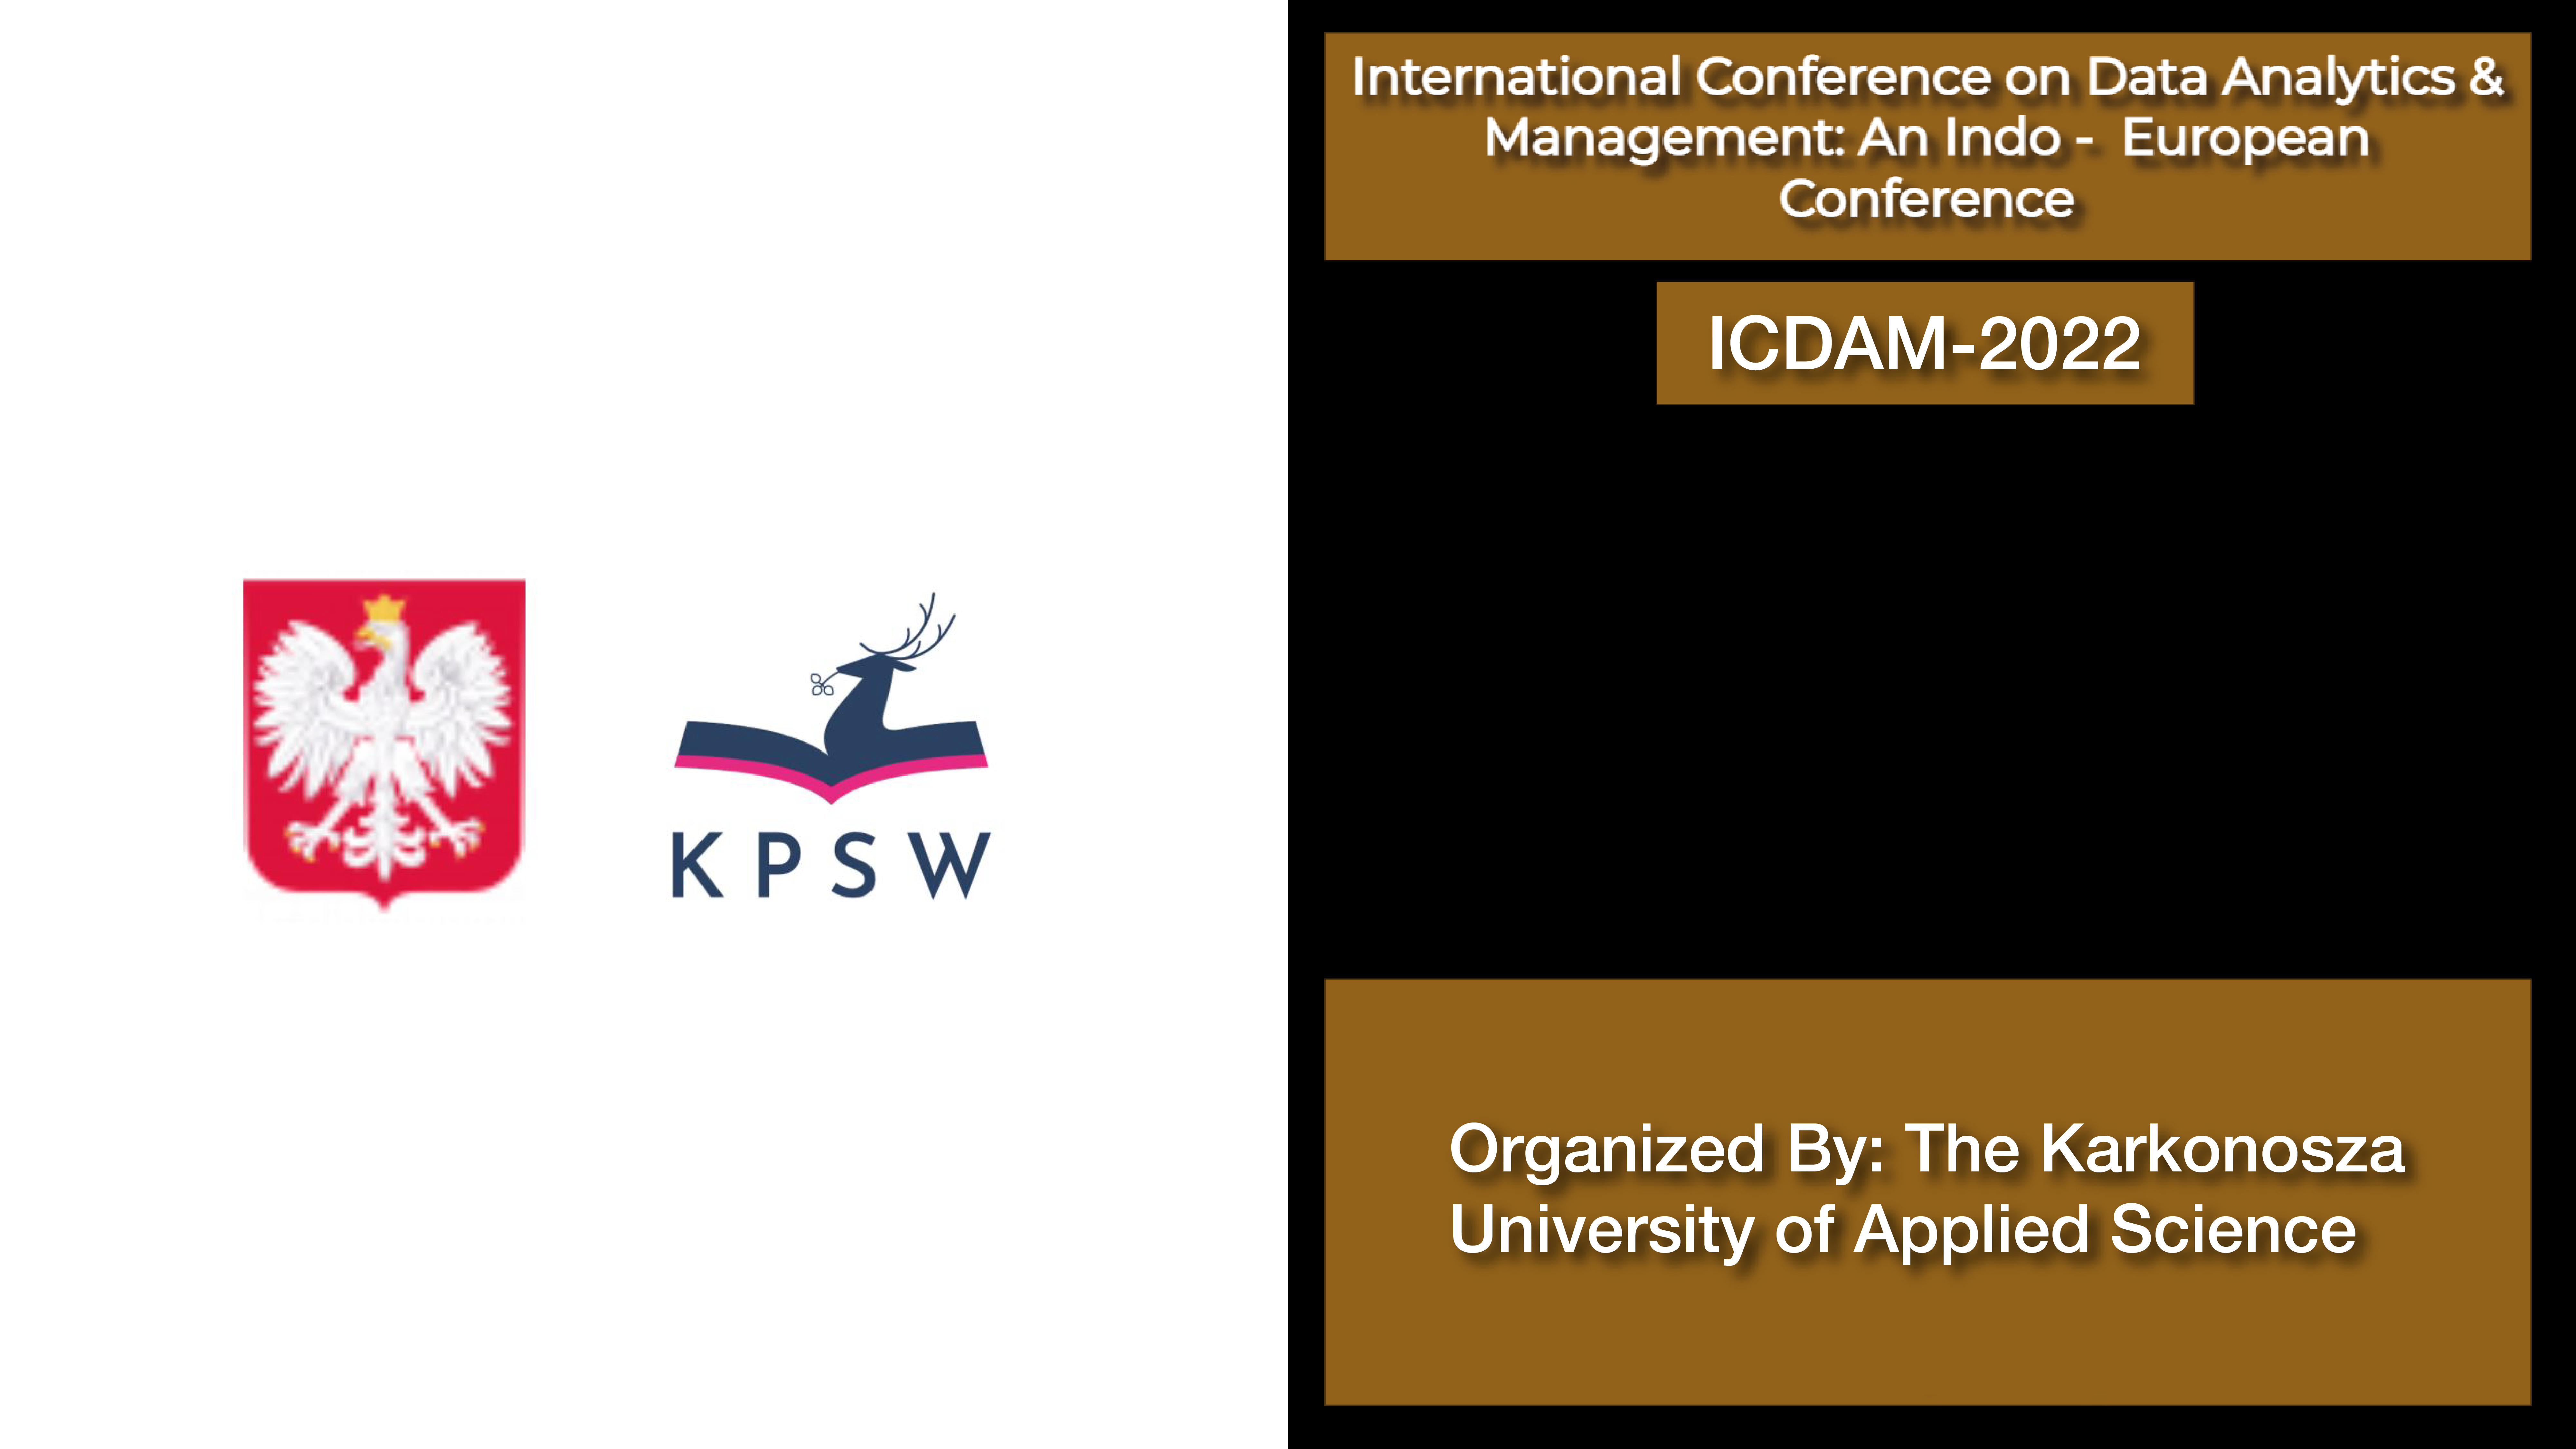 K P S W
International Conference on Data Analytics &
Management: An Indo - European
Conference
ICDAM-2022
Organized By: The Karkonosza
University of Applied Science